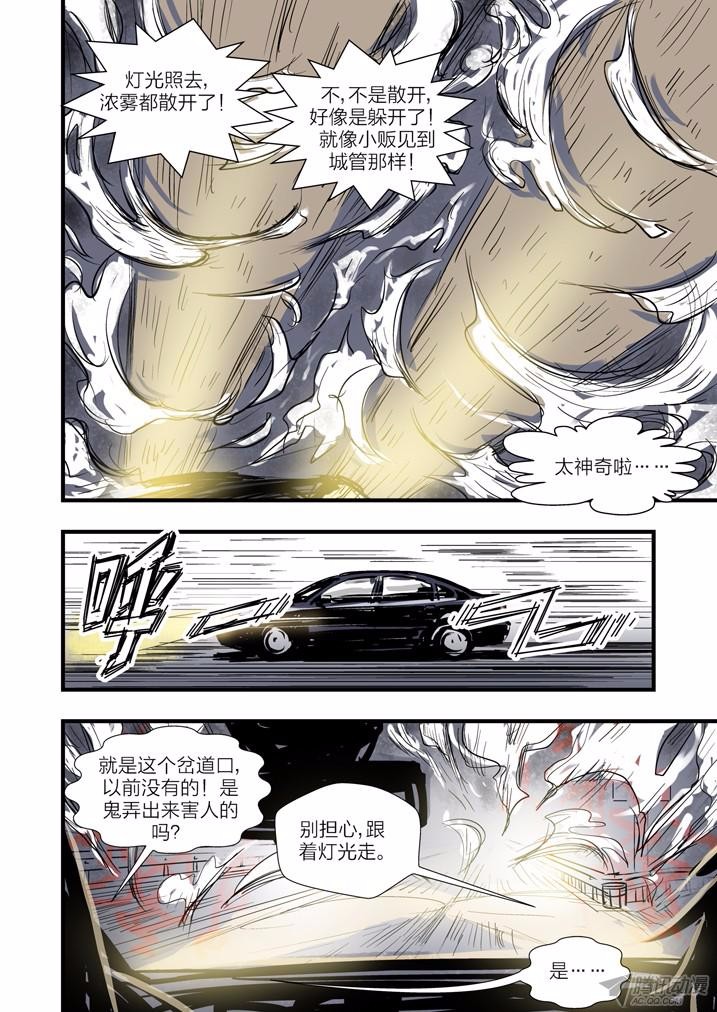 灯光照去,
浓雾都散开了!
不,不是散开,
好像是躲开了!
就像小贩见到
城管那样!
太神奇啦……
呼
就是这个岔道口,
以前没有的!是
鬼弄出来害人的
吗?
别担心,跟
着灯光走。
是……
腾讯动漫
AC.QQ.COM